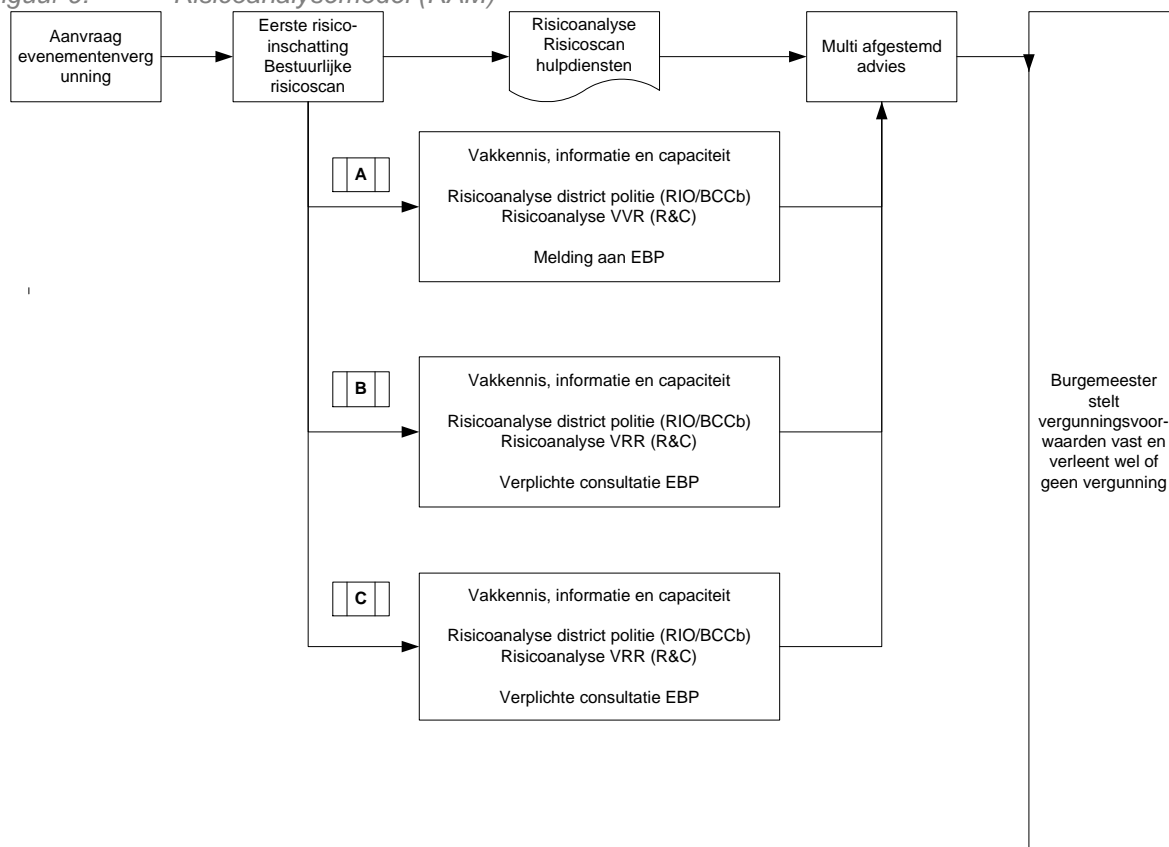 Risicoanalysemodel (RAM)
Aanvraag
evenementenverg
unning
Eerste risico-
inschatting
Bestuurlijke
risicoscan
Risicoanalyse
Risicoscan
hulpdiensten
Multi afgestemd
advies
A
Vakkennis, informatie en capaciteit
Risicoanalyse district politie (RIO/BCCb)
Risicoanalyse VVR (R&C)
Melding aan EBP
B
Vakkennis, informatie en capaciteit
Risicoanalyse district politie (RIO/BCCb)
Risicoanalyse VRR (R&C)
Verplichte consultatie EBP
C
Vakkennis, informatie en capaciteit
Risicoanalyse district politie (RIO/BCCb)
Risicoanalyse VRR (R&C)
Verplichte consultatie EBP
Burgemeester
stelt
vergunningsvoor-
waarden vast en
verleent wel of
geen vergunning